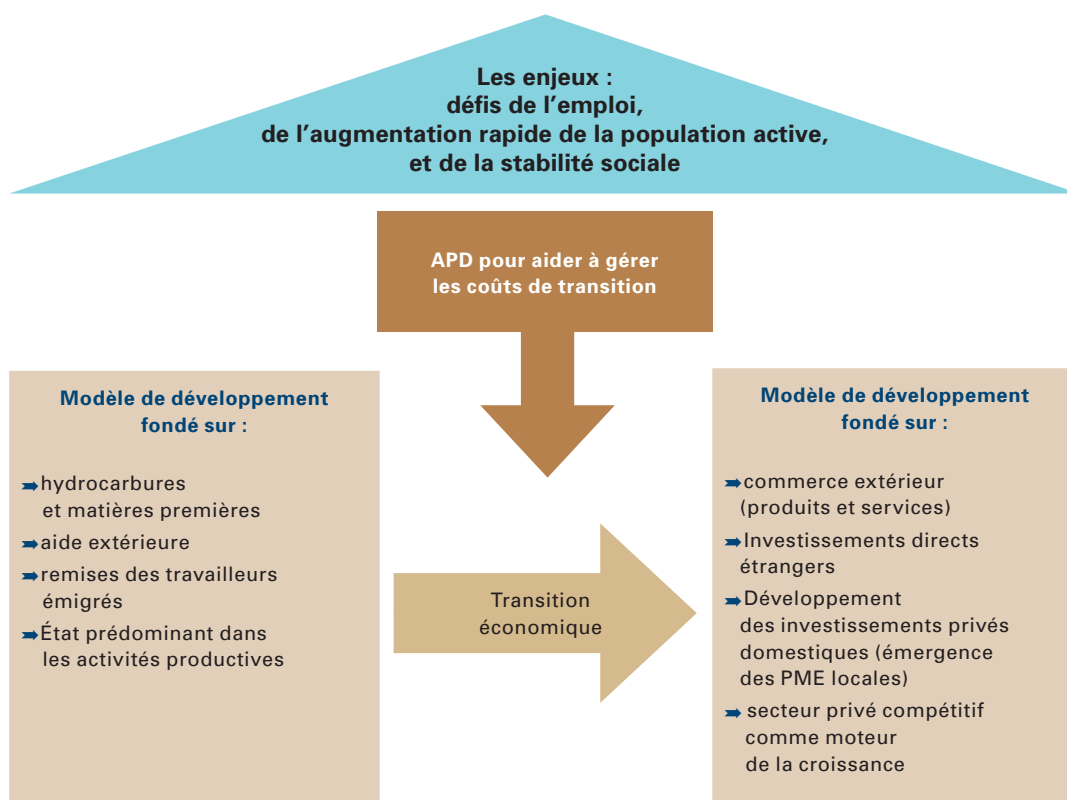 Les enjeux :
défis de l'emploi,
de l'augmentation rapide de la population active,
et de la stabilité sociale
APD pour aider à gérer
les coûts de transition
Modèle de développement
fondé sur :
hydrocarbures
et matières premières
aide extérieure
remises des travailleurs
émigrés
État prédominant dans
les activités productives
Transition
économique
Modèle de développement
fondé sur :
commerce extérieur
(produits et services)
Investissements directs
étrangers
Développement
des investissements privés
domestiques (émergence
des PME locales)
secteur privé compétitif
comme moteur
de la croissance